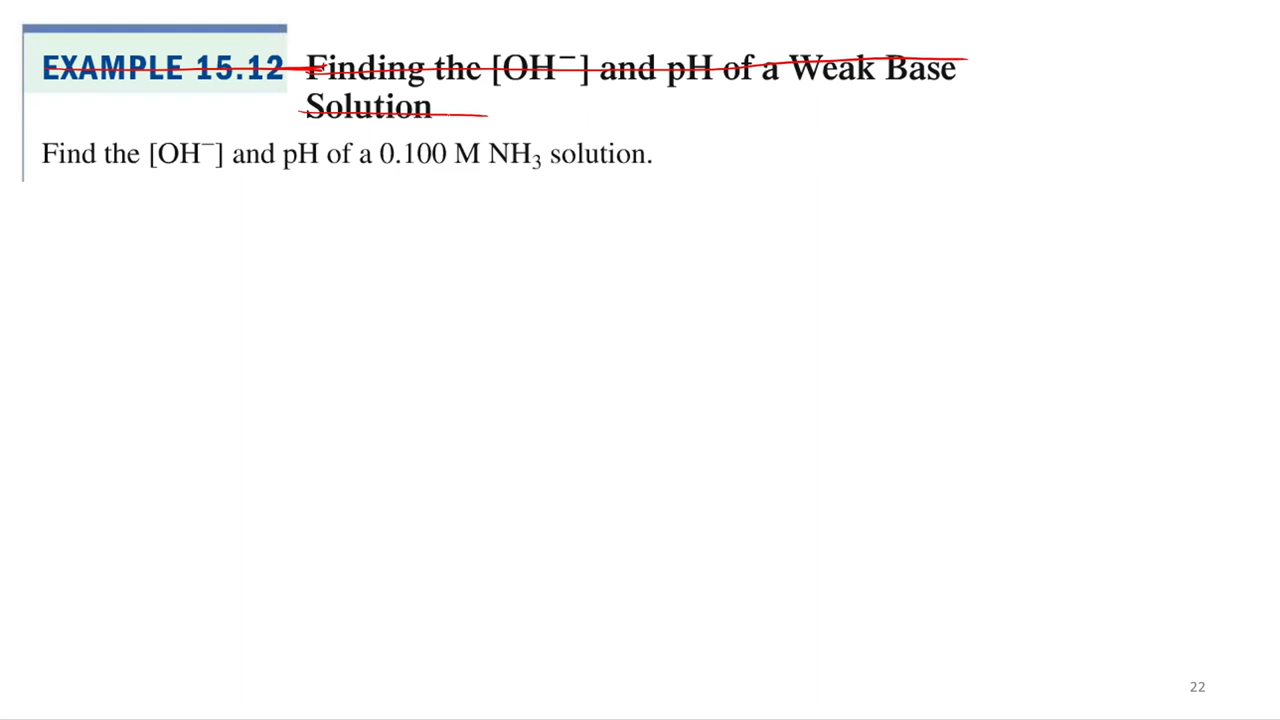 EXAMPLE 15.12 Finding the [OH⁻] and pH of a Weak Base
Solution
Find the [OH⁻] and pH of a 0.100 M NH₃ solution.
22